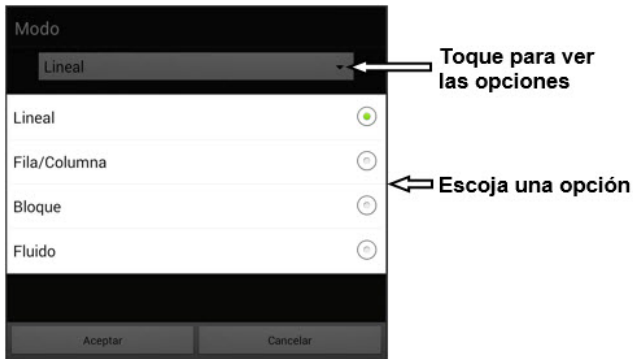 Modo
Lineal
Toque para ver
las opciones
Lineal
Fila/Columna
Escoja una opción
Bloque
Fluido
Aceptar
Cancelar